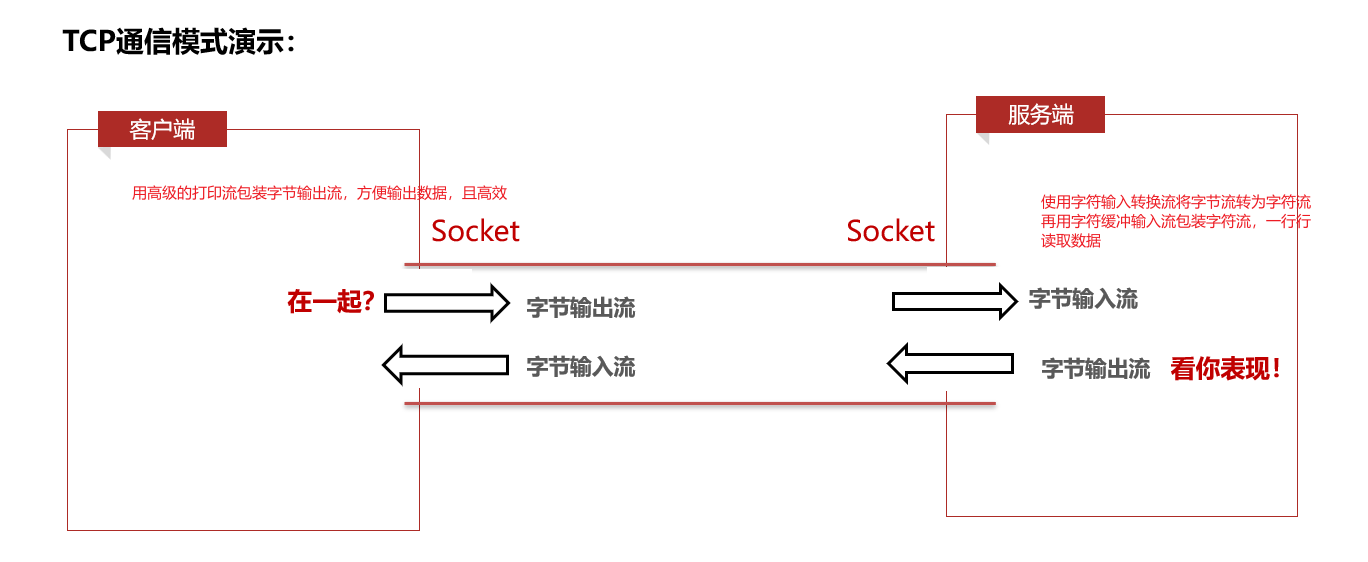 TCP通信模式演示：
客户端
服务端
用高级的打印流包装字节输出流，方便输出数据，且高效
使用字符输入转换流将字节流转为字符流
再用字符缓冲输入流包装字符流，一行行
读取数据
Socket
Socket
在一起？
字节输出流
字节输入流
字节输入流
字节输出流
看你表现！